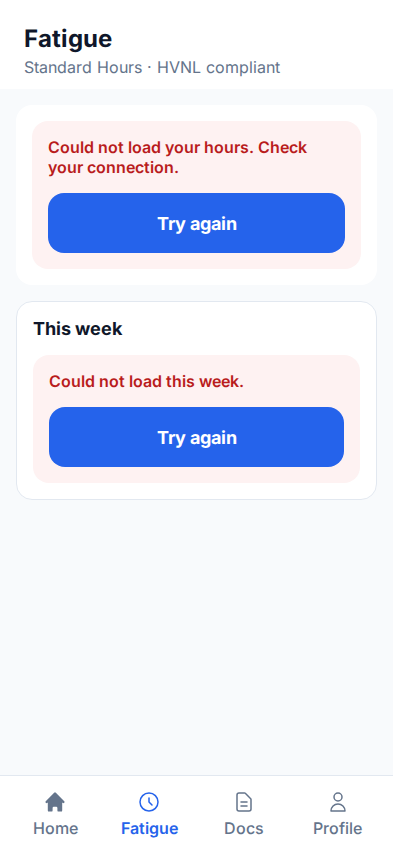 Fatigue
Standard Hours · HVNL compliant
Could not load your hours. Check
your connection.
Try again
This week
Could not load this week.
Try again
Home
Fatigue
Docs
Profile